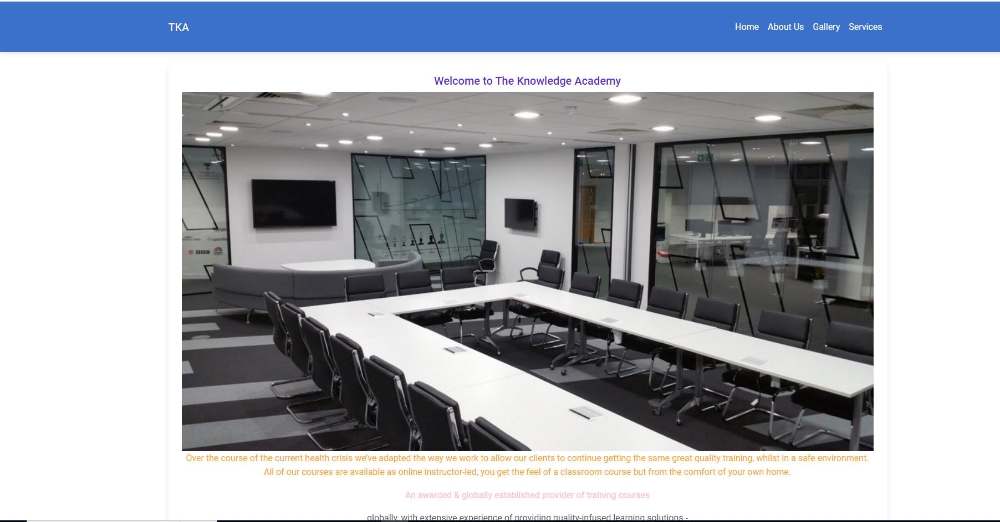 TKA
Home About Us Gallery Services
Welcome to The Knowledge Academy
BBC
Over the course of the current health crisis we've adapted the way we work to allow our clients to continue getting the same great quality training, whilst in a safe environment.
All of our courses are available as online instructor-led, you get the feel of a classroom course but from the comfort of your own home.
An awarded & globally established provider of training courses
globally, with extensive experience of providing quality-infused learning solutions -